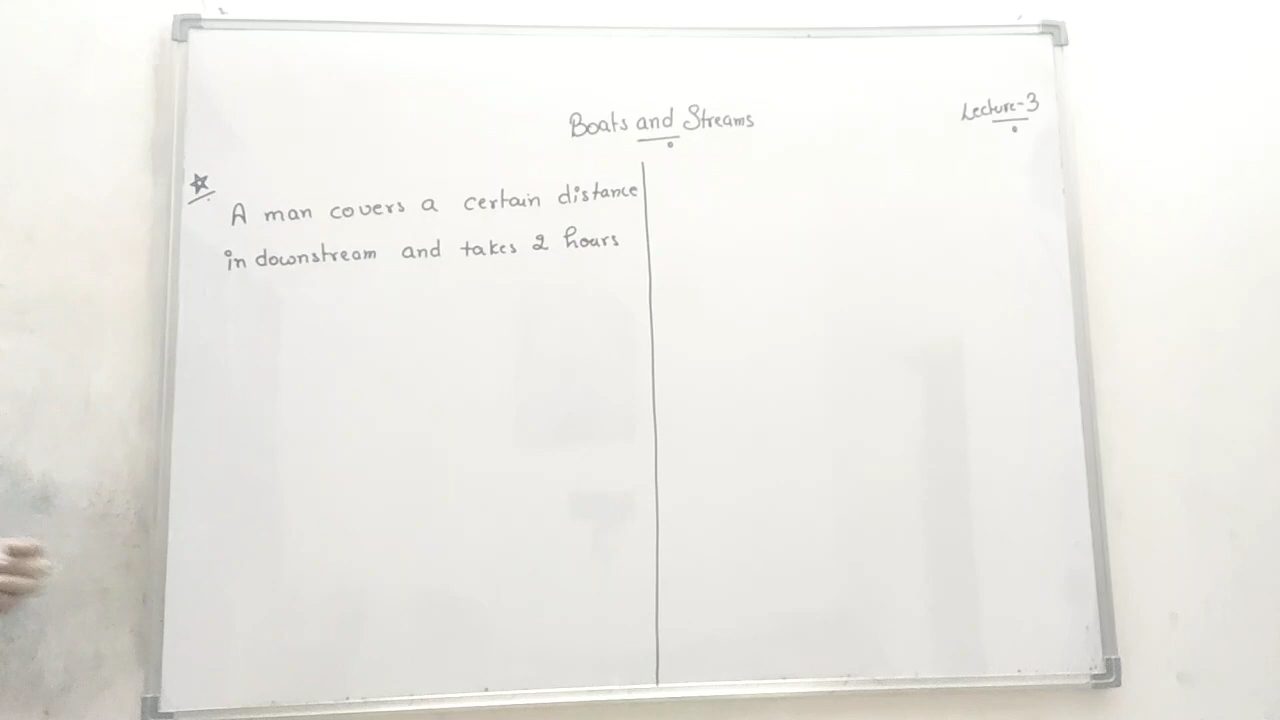 Boats and Streams
Lecture-3
A man covers a certain distance
in downstream and takes 2 hours